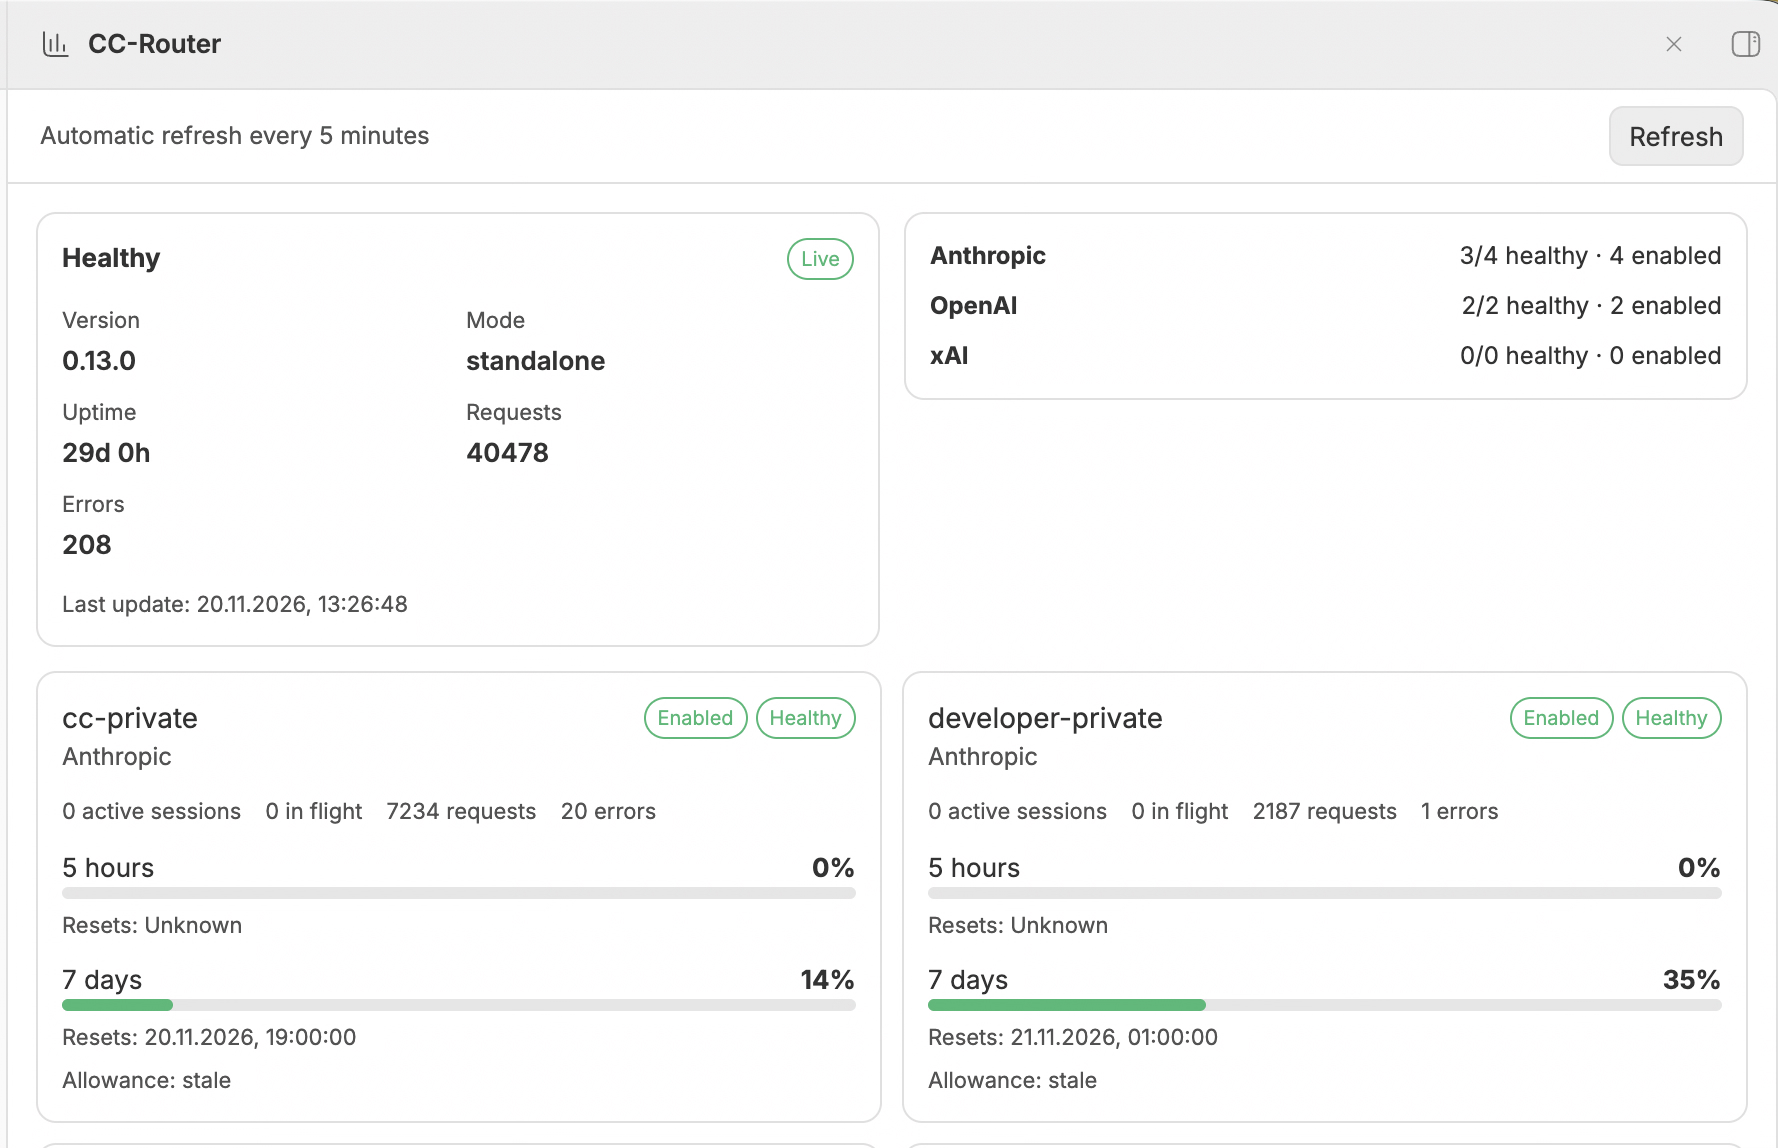 CC-Router
Automatic refresh every 5 minutes
Refresh
Healthy
Live
Version
0.13.0
Mode
standalone
Uptime
29d 0h
Requests
40478
Errors
208
Last update: 20.11.2026, 13:26:48
Anthropic 3/4 healthy · 4 enabled
OpenAI 2/2 healthy · 2 enabled
xAI 0/0 healthy · 0 enabled
cc-private
Enabled Healthy
Anthropic
0 active sessions 0 in flight 7234 requests 20 errors
5 hours 0%
Resets: Unknown
7 days 14%
Resets: 20.11.2026, 19:00:00
Allowance: stale
developer-private
Enabled Healthy
Anthropic
0 active sessions 0 in flight 2187 requests 1 errors
5 hours 0%
Resets: Unknown
7 days 35%
Resets: 21.11.2026, 01:00:00
Allowance: stale